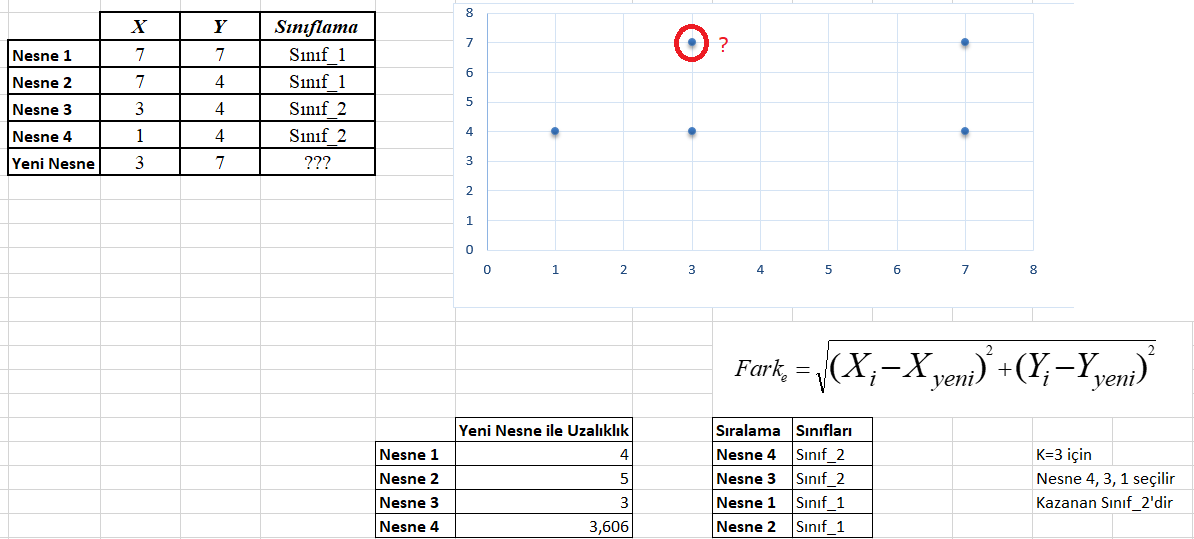 X Y Sınıflama
Nesne 1 7 7 Sınıf_1
Nesne 2 7 4 Sınıf_1
Nesne 3 3 4 Sınıf_2
Nesne 4 1 4 Sınıf_2
Yeni Nesne 3 7 ???
8
7
6
5
4
3
2
1
0
0 1 2 3 4 5 6 7 8
?
Fark_e = √(X_i − X_yeni)² + (Y_i − Y_yeni)²
Yeni Nesne ile Uzalıklık
Nesne 1 4
Nesne 2 5
Nesne 3 3
Nesne 4 3,606
Sıralama Sınıfları
Nesne 4 Sınıf_2
Nesne 3 Sınıf_2
Nesne 1 Sınıf_1
Nesne 2 Sınıf_1
K=3 için
Nesne 4, 3, 1 seçilir
Kazanan Sınıf_2'dir